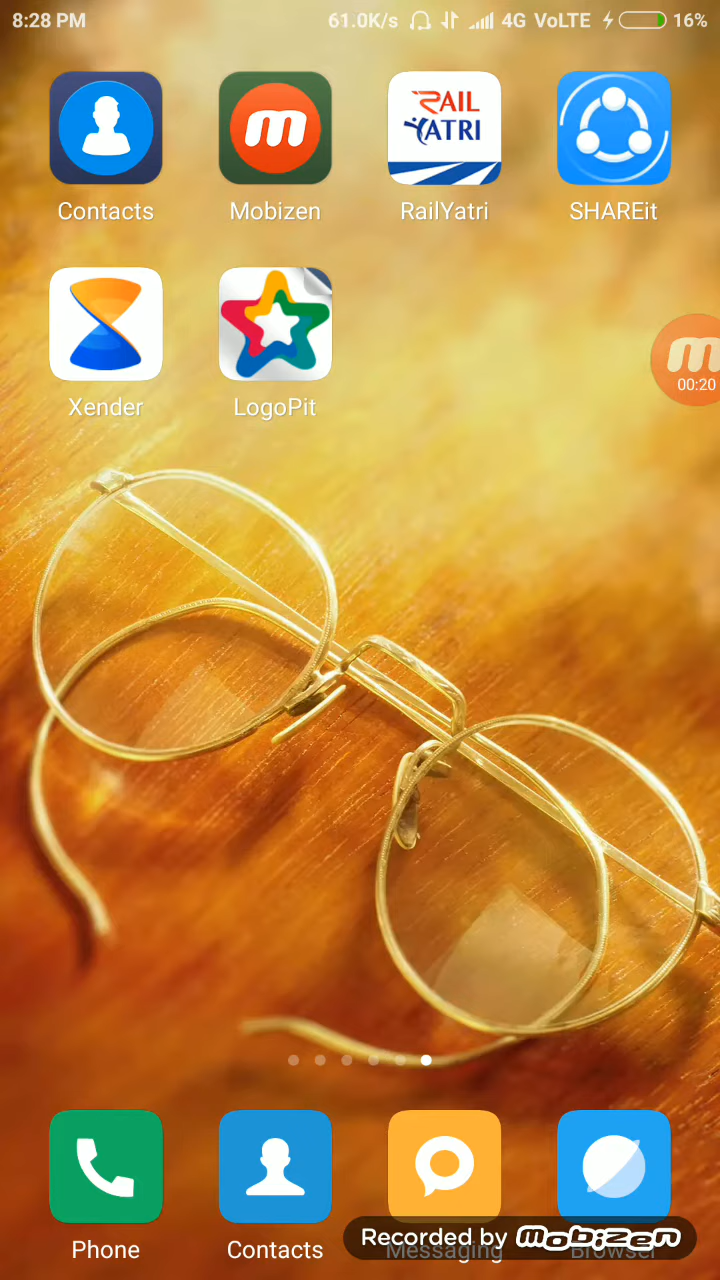 8:28 PM 61.0K/s 4G VoLTE 16%
RAIL YATRI
Contacts Mobizen RailYatri SHAREit
m
00:20
Xender LogoPit
Recorded by mobizen
Phone Contacts Messaging Browser